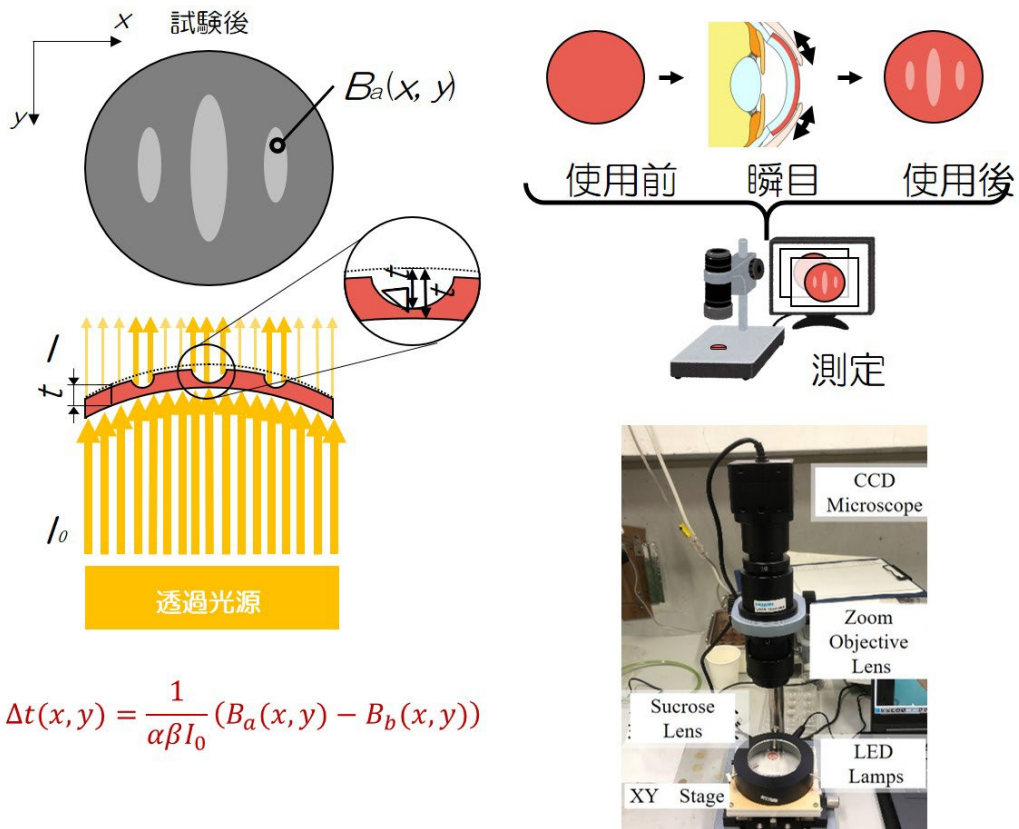 x 試験後
y
Ba(x, y)
使用前 瞬目 使用後
測定
t t
I
t
I0
透過光源
Δt(x, y) = 1/αβI0 (Ba(x, y) − Bb(x, y))
CCD
Microscope
Zoom
Objective
Lens
Sucrose
Lens
LED
Lamps
XY Stage